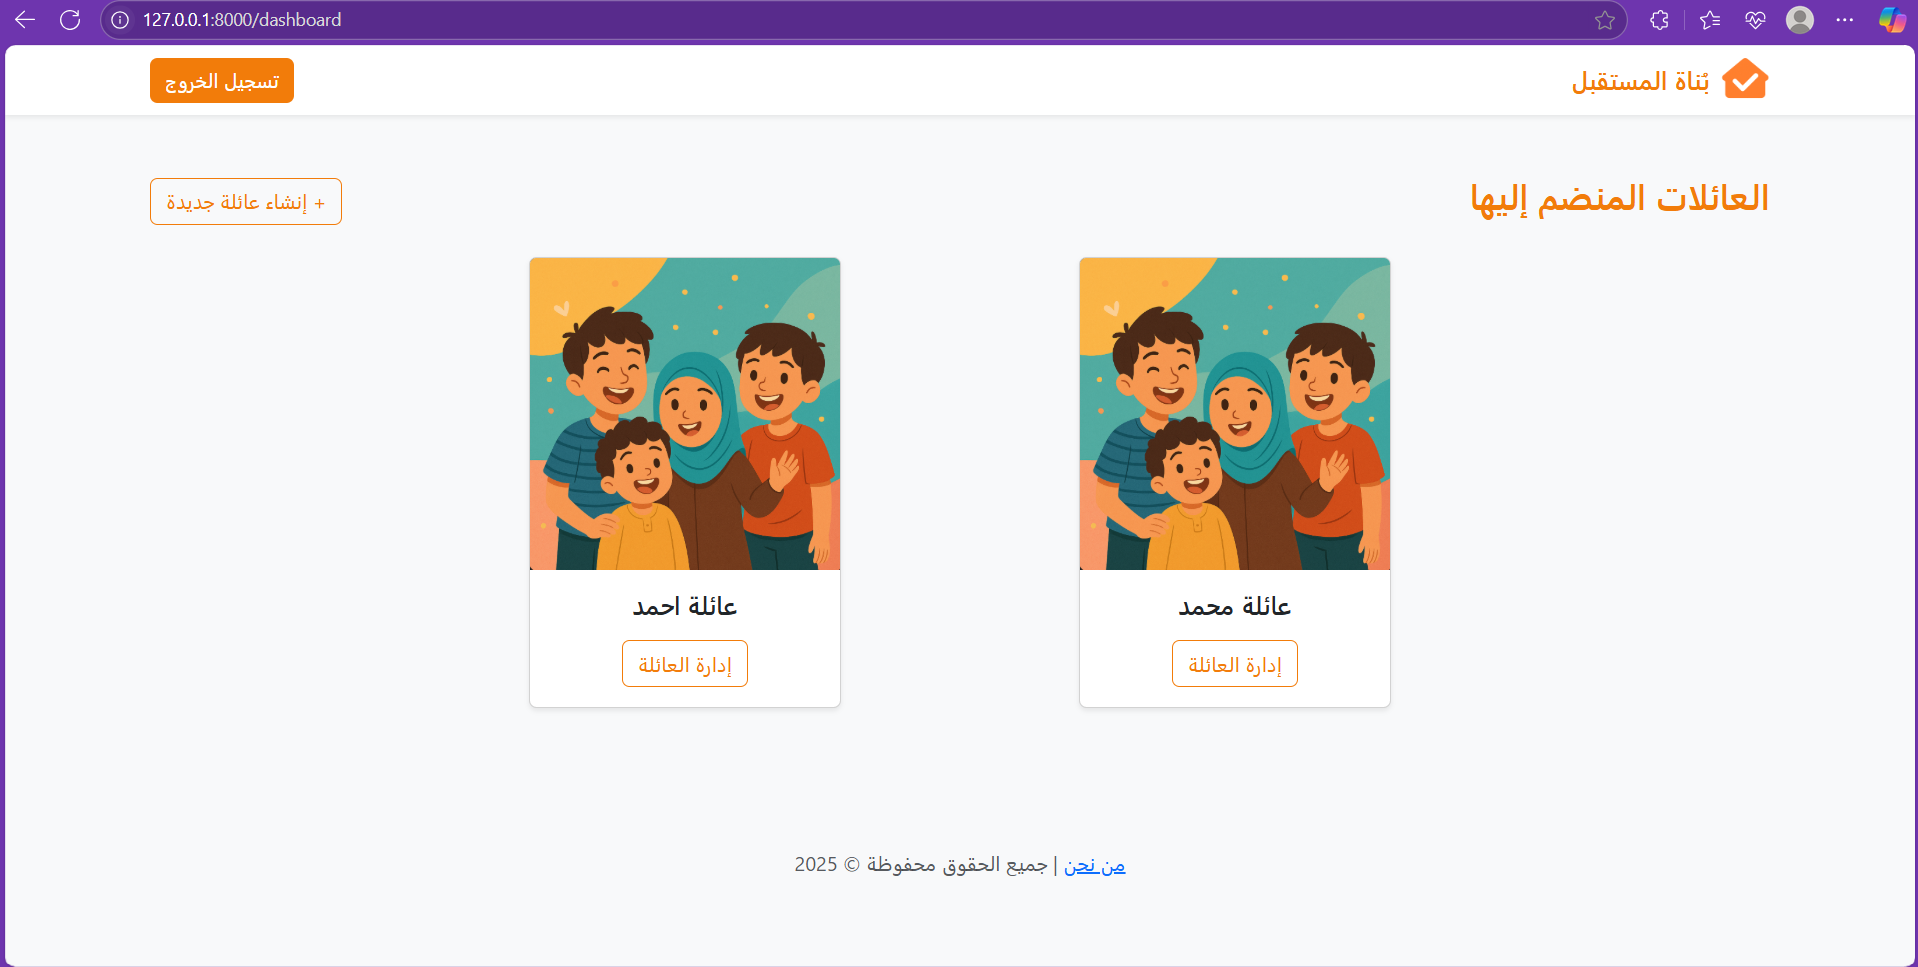 127.0.0.1:8000/dashboard
بُناة المستقبل
تسجيل الخروج
العائلات المنضم إليها
+ إنشاء عائلة جديدة
عائلة محمد
إدارة العائلة
عائلة احمد
إدارة العائلة
من نحن | جميع الحقوق محفوظة © 2025